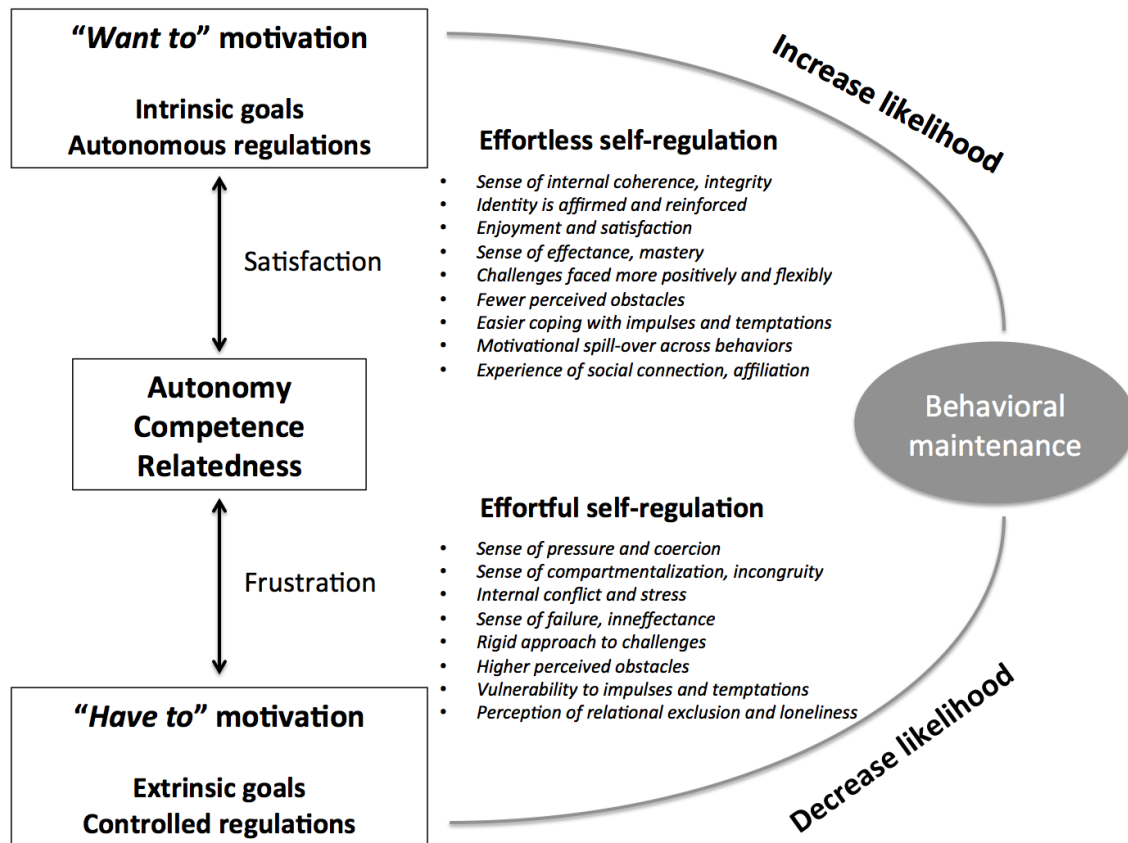 “Want to” motivation
Intrinsic goals
Autonomous regulations
Increase likelihood
Effortless self-regulation
• Sense of internal coherence, integrity
• Identity is affirmed and reinforced
• Enjoyment and satisfaction
• Sense of effectance, mastery
• Challenges faced more positively and flexibly
• Fewer perceived obstacles
• Easier coping with impulses and temptations
• Motivational spill-over across behaviors
• Experience of social connection, affiliation
Satisfaction
Autonomy
Competence
Relatedness
Behavioral
maintenance
Effortful self-regulation
• Sense of pressure and coercion
• Sense of compartmentalization, incongruity
• Internal conflict and stress
• Sense of failure, inneffectance
• Rigid approach to challenges
• Higher perceived obstacles
• Vulnerability to impulses and temptations
• Perception of relational exclusion and loneliness
Frustration
“Have to” motivation
Extrinsic goals
Controlled regulations
Decrease likelihood